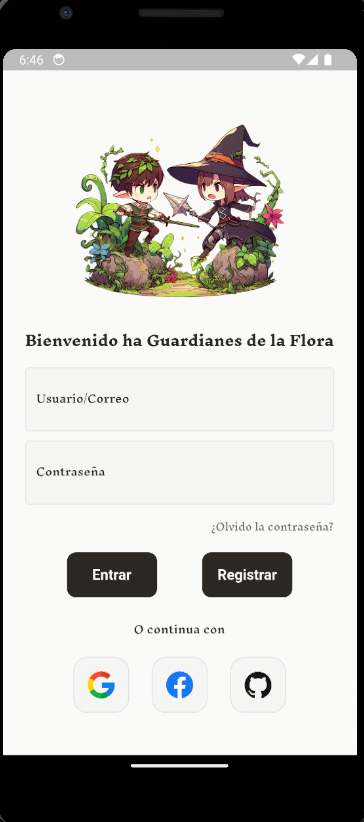 6:46
Bienvenido ha Guardianes de la Flora
Usuario/Correo
Contraseña
¿Olvido la contraseña?
Entrar Registrar
O continua con